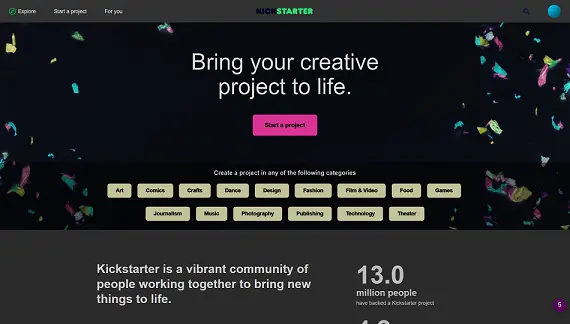 Explore Start a project For you KICKSTARTER
Bring your creative
project to life.
Start a project
Create a project in any of the following categories
Art Comics Crafts Dance Design Fashion Film & Video Food Games
Journalism Music Photography Publishing Technology Theater
Kickstarter is a vibrant community of
people working together to bring new
things to life.
13.0
million people
have backed a Kickstarter project
5